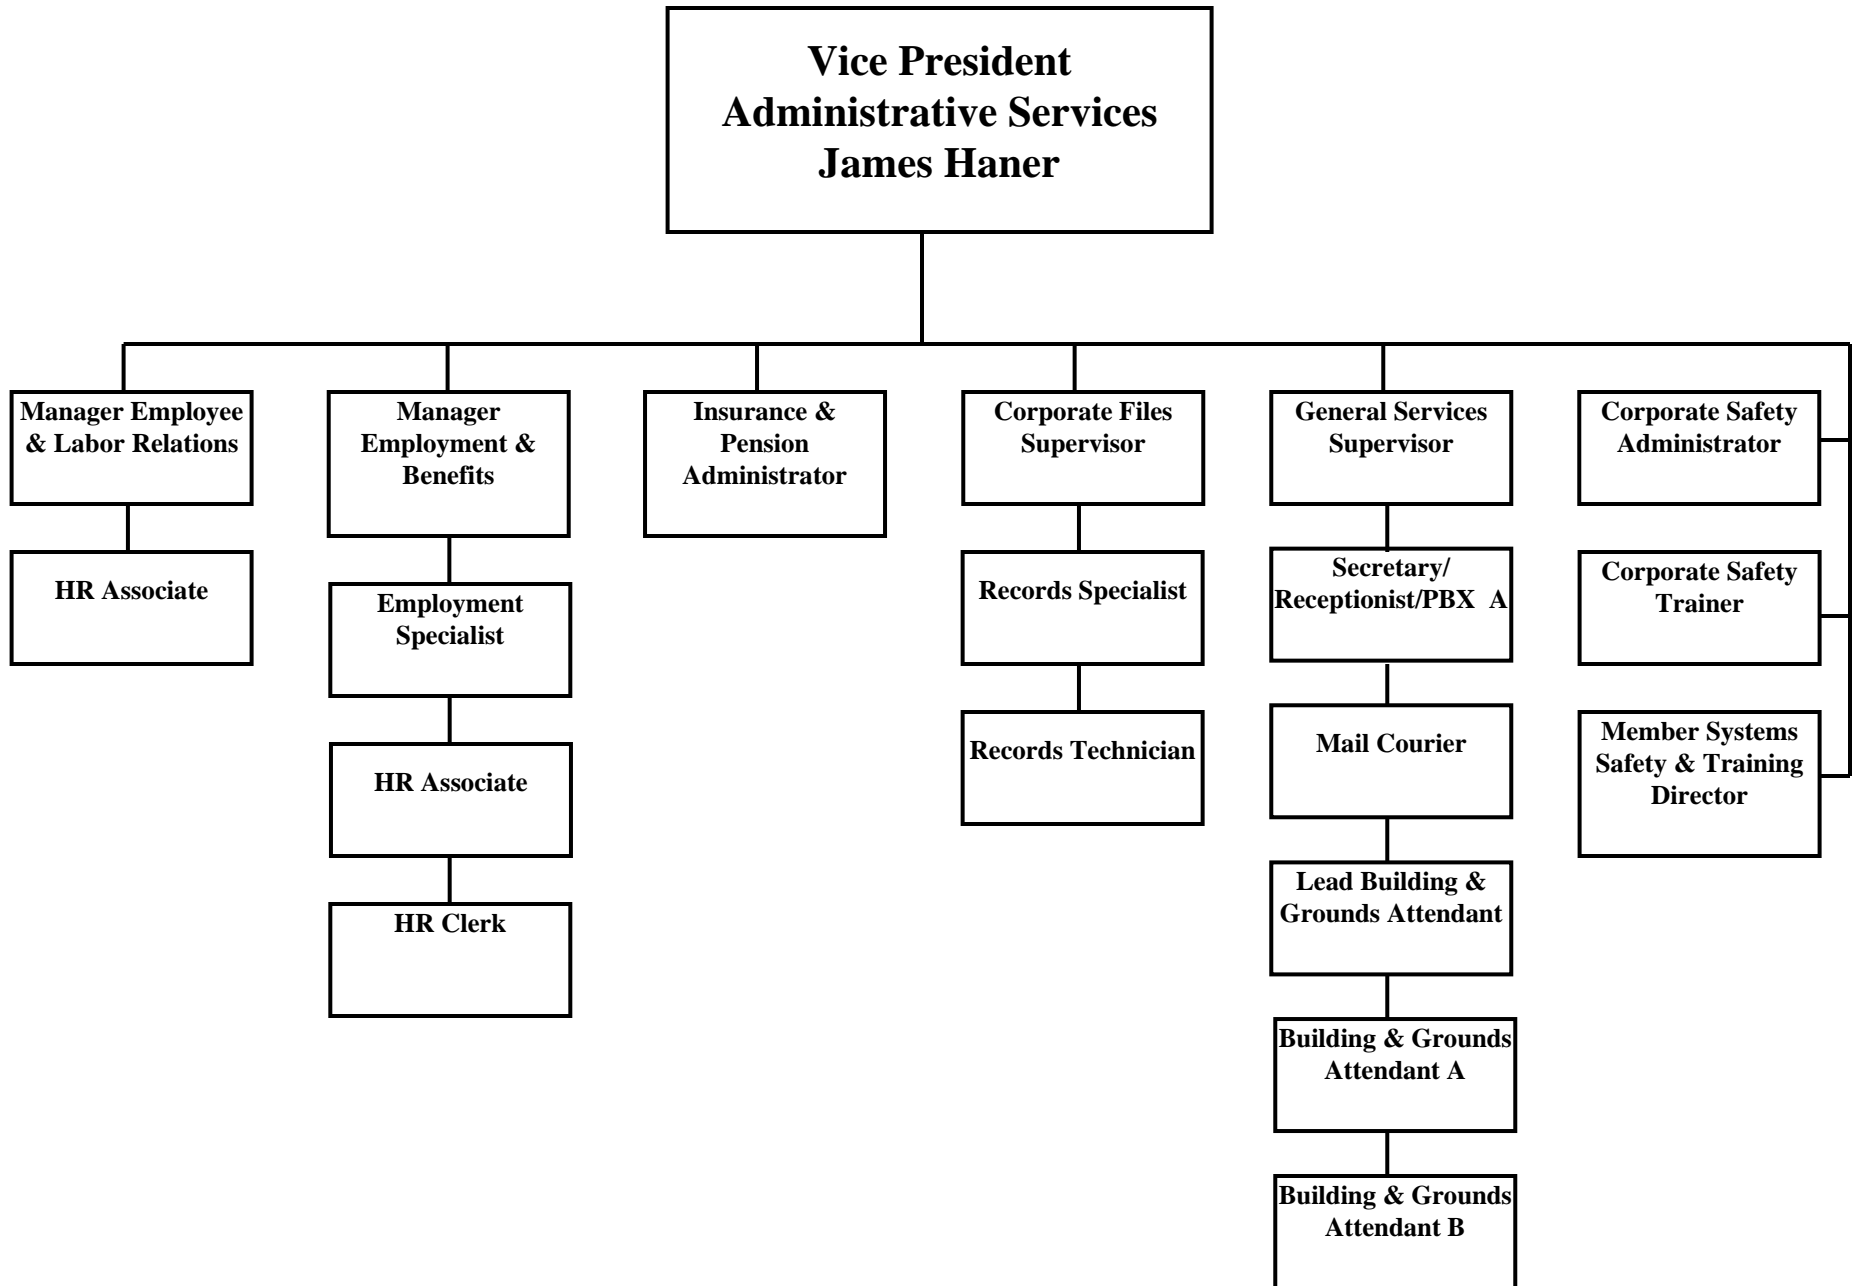 Vice President
Administrative Services
James Haner
Manager Employee
& Labor Relations
HR Associate
Manager
Employment &
Benefits
Employment
Specialist
HR Associate
HR Clerk
Insurance &
Pension
Administrator
Corporate Files
Supervisor
Records Specialist
Records Technician
General Services
Supervisor
Secretary/
Receptionist/PBX A
Mail Courier
Lead Building &
Grounds Attendant
Building & Grounds
Attendant A
Building & Grounds
Attendant B
Corporate Safety
Administrator
Corporate Safety
Trainer
Member Systems
Safety & Training
Director